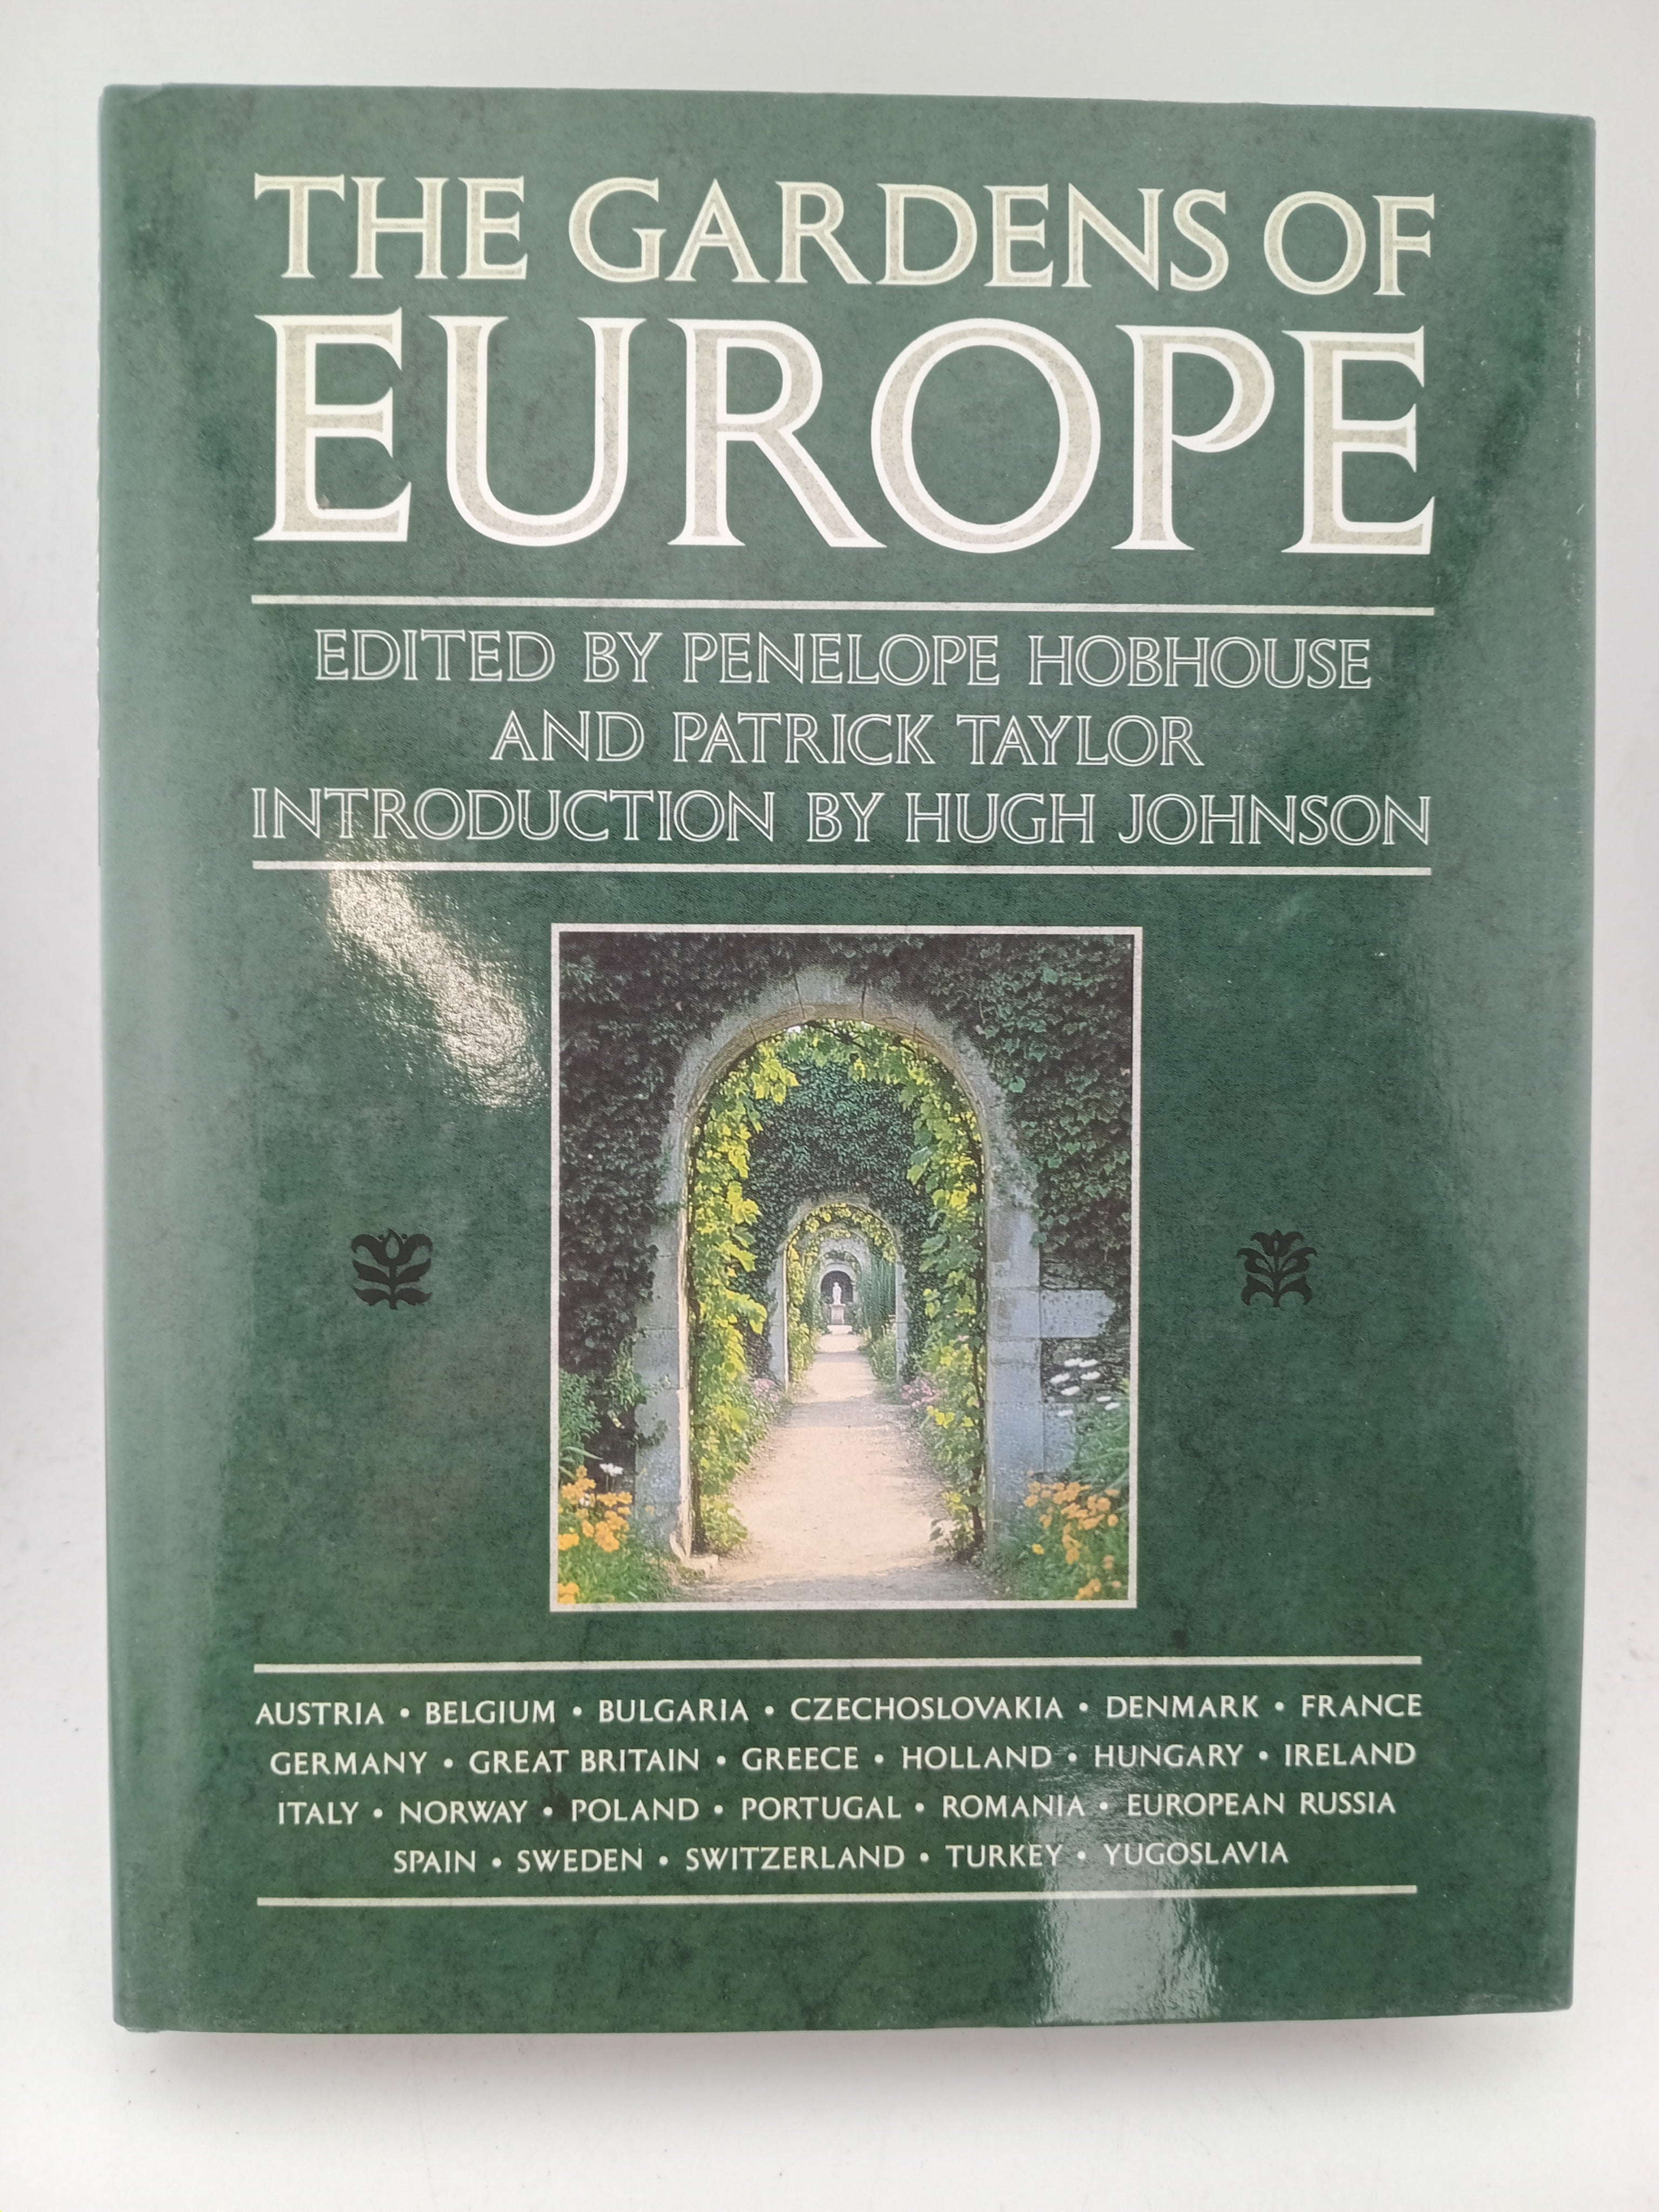 THE GARDENS OF
EUROPE
EDITED BY PENELOPE HOBHOUSE
AND PATRICK TAYLOR
INTRODUCTION BY HUGH JOHNSON
AUSTRIA • BELGIUM • BULGARIA • CZECHOSLOVAKIA • DENMARK • FRANCE
GERMANY • GREAT BRITAIN • GREECE • HOLLAND • HUNGARY • IRELAND
ITALY • NORWAY • POLAND • PORTUGAL • ROMANIA • EUROPEAN RUSSIA
SPAIN • SWEDEN • SWITZERLAND • TURKEY • YUGOSLAVIA